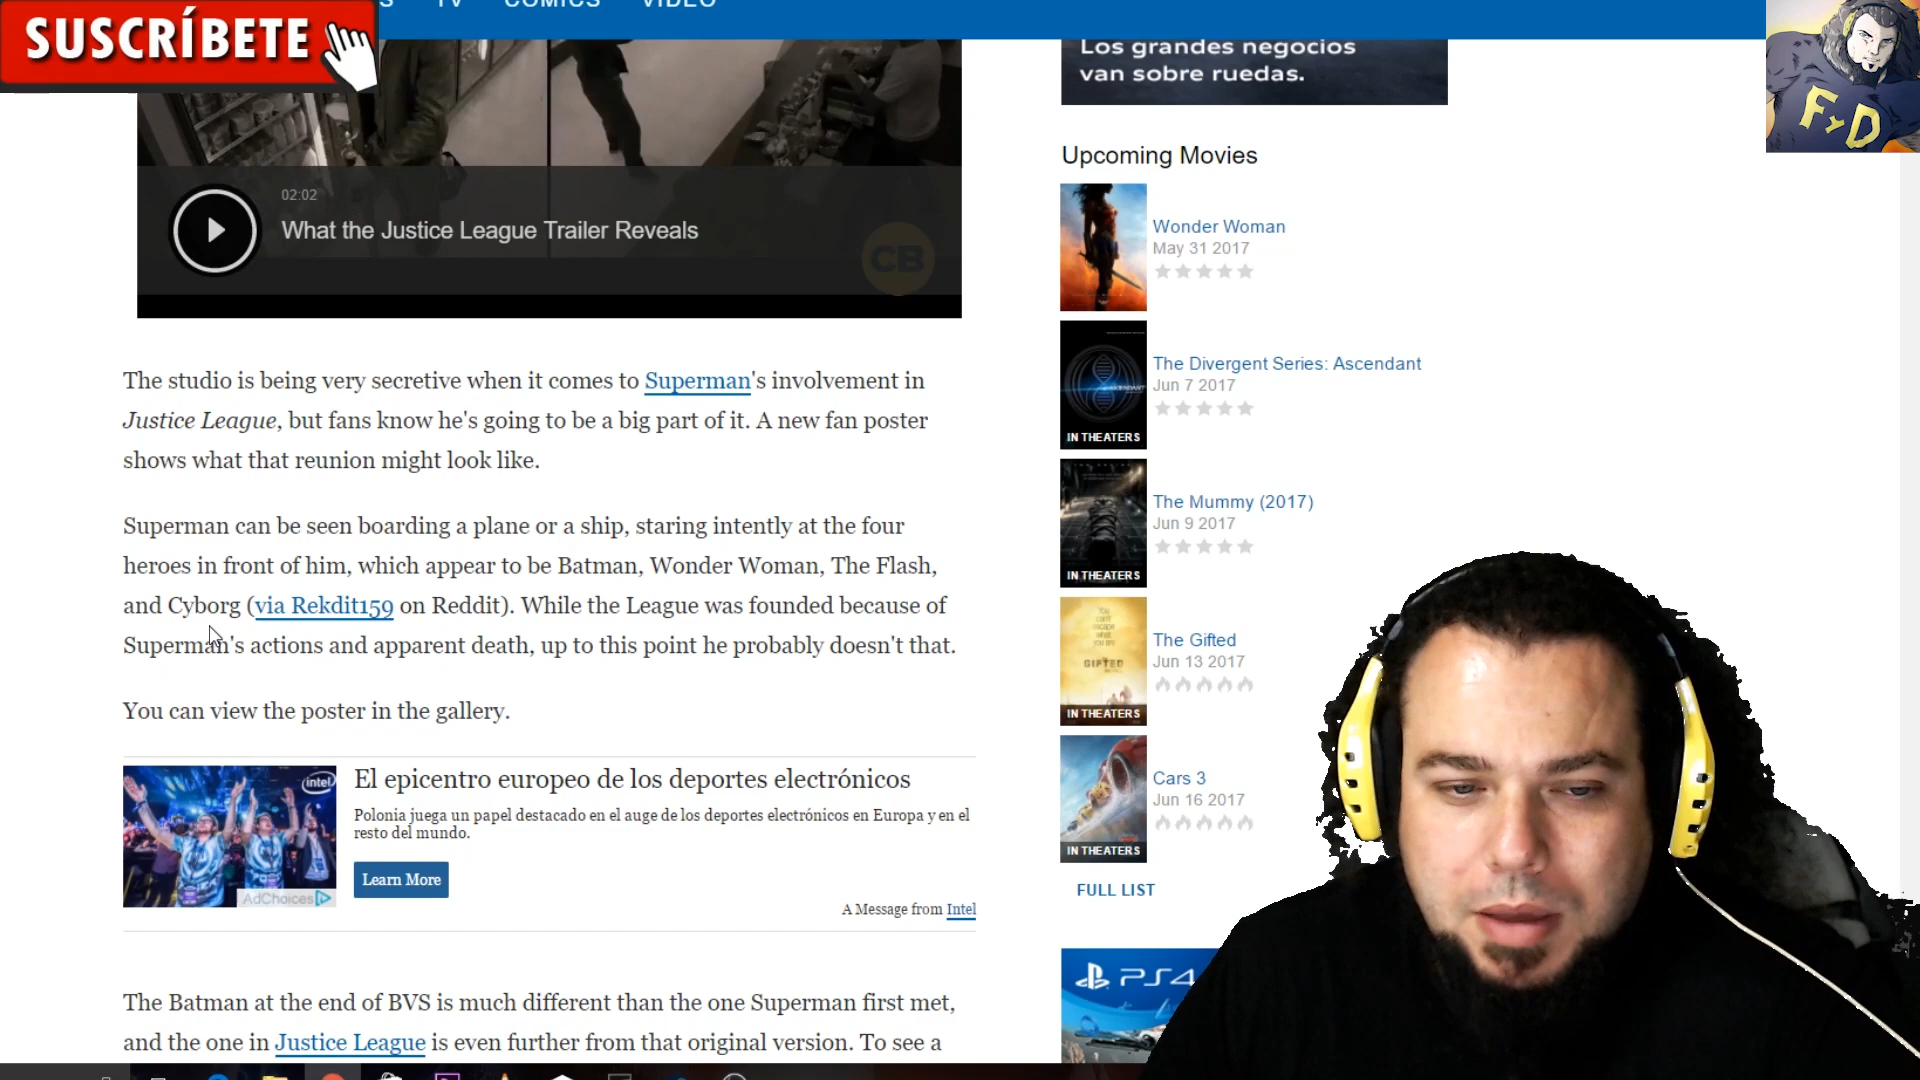 SUSCRÍBETE
S TV COMICS VIDEO
FyD
02:02
What the Justice League Trailer Reveals
CB
The studio is being very secretive when it comes to Superman's involvement in
Justice League, but fans know he's going to be a big part of it. A new fan poster
shows what that reunion might look like.
Superman can be seen boarding a plane or a ship, staring intently at the four
heroes in front of him, which appear to be Batman, Wonder Woman, The Flash,
and Cyborg (via Rekdit159 on Reddit). While the League was founded because of
Superman's actions and apparent death, up to this point he probably doesn't that.
You can view the poster in the gallery.
intel
AdChoices
El epicentro europeo de los deportes electrónicos
Polonia juega un papel destacado en el auge de los deportes electrónicos en Europa y en el
resto del mundo.
Learn More
A Message from Intel
The Batman at the end of BVS is much different than the one Superman first met,
and the one in Justice League is even further from that original version. To see a
Los grandes negocios
van sobre ruedas.
Upcoming Movies
Wonder Woman
May 31 2017
The Divergent Series: Ascendant
Jun 7 2017
IN THEATERS
The Mummy (2017)
Jun 9 2017
IN THEATERS
The Gifted
Jun 13 2017
GIFTED
IN THEATERS
Cars 3
Jun 16 2017
IN THEATERS
FULL LIST
PS4